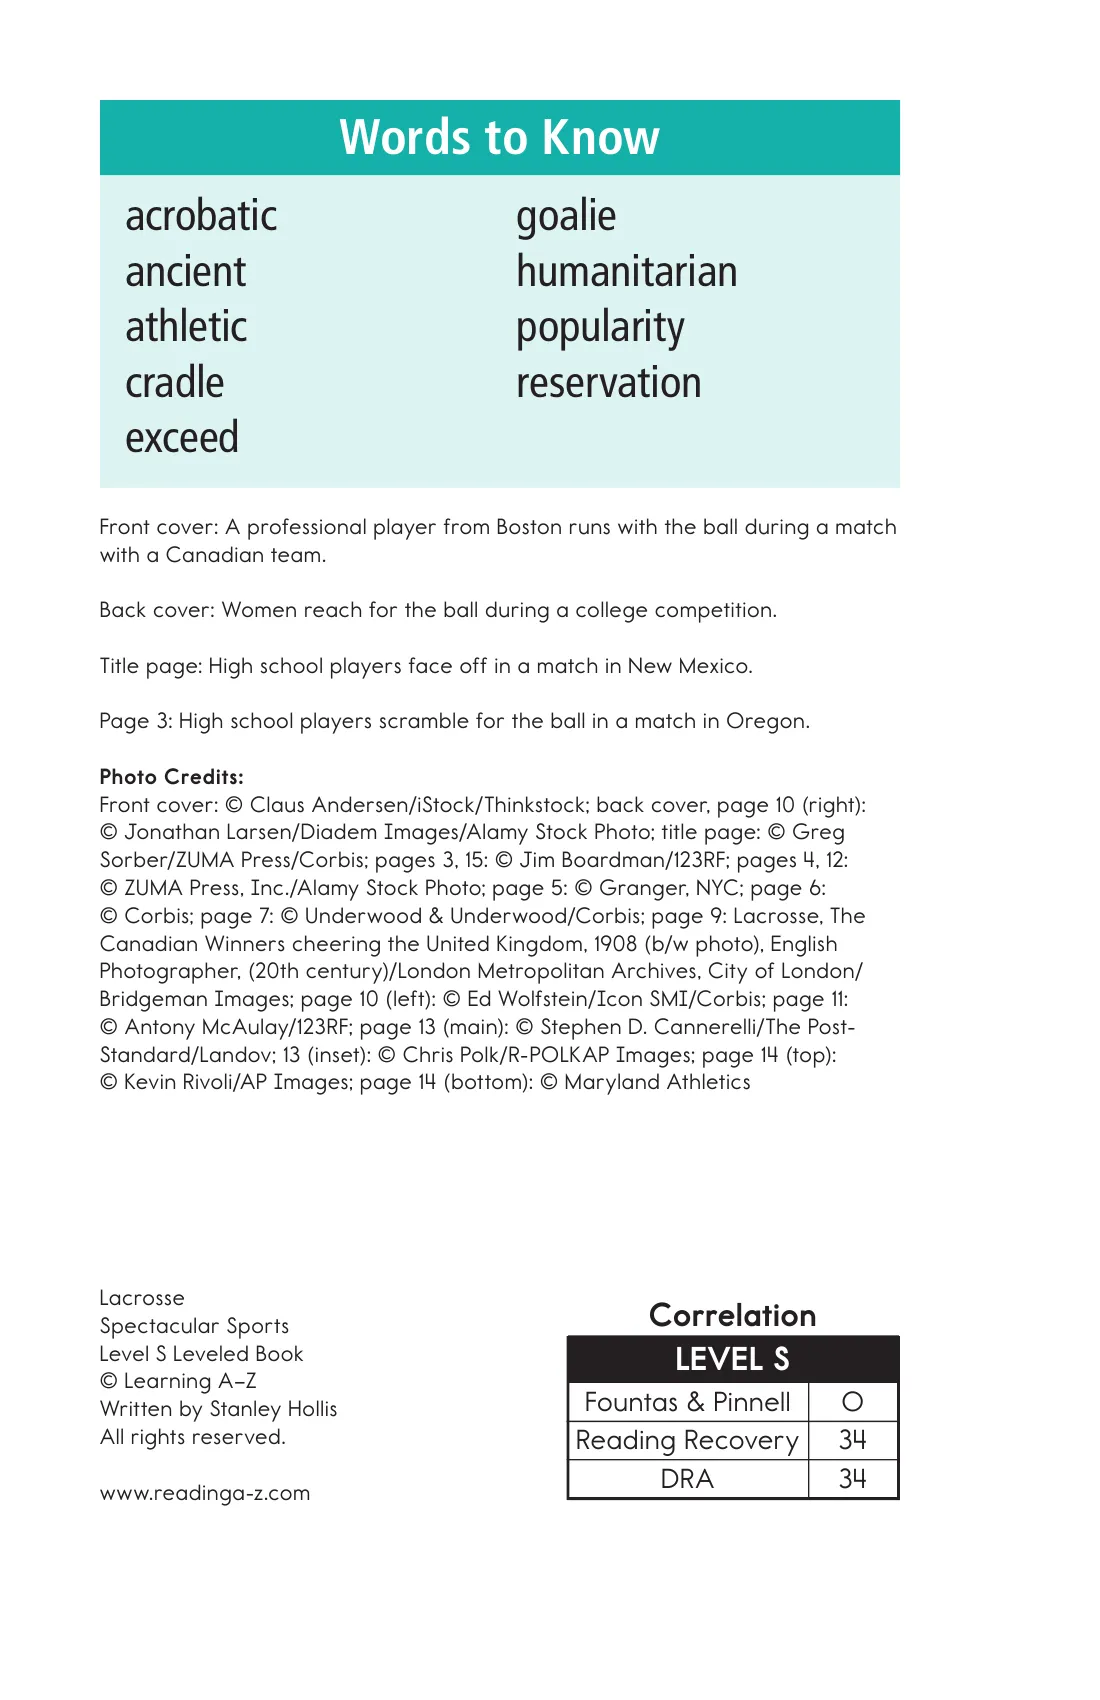 Words to Know
acrobatic
ancient
athletic
cradle
exceed
goalie
humanitarian
popularity
reservation
Front cover: A professional player from Boston runs with the ball during a match
with a Canadian team.
Back cover: Women reach for the ball during a college competition.
Title page: High school players face off in a match in New Mexico.
Page 3: High school players scramble for the ball in a match in Oregon.
Photo Credits:
Front cover: © Claus Andersen/iStock/Thinkstock; back cover, page 10 (right):
© Jonathan Larsen/Diadem Images/Alamy Stock Photo; title page: © Greg
Sorber/ZUMA Press/Corbis; pages 3, 15: © Jim Boardman/123RF; pages 4, 12:
© ZUMA Press, Inc./Alamy Stock Photo; page 5: © Granger, NYC; page 6:
© Corbis; page 7: © Underwood & Underwood/Corbis; page 9: Lacrosse, The
Canadian Winners cheering the United Kingdom, 1908 (b/w photo), English
Photographer, (20th century)/London Metropolitan Archives, City of London/
Bridgeman Images; page 10 (left): © Ed Wolfstein/Icon SMI/Corbis; page 11:
© Antony McAulay/123RF; page 13 (main): © Stephen D. Cannerelli/The Post-
Standard/Landov; 13 (inset): © Chris Polk/R-POLKAP Images; page 14 (top):
© Kevin Rivoli/AP Images; page 14 (bottom): © Maryland Athletics
Lacrosse
Spectacular Sports
Level S Leveled Book
© Learning A–Z
Written by Stanley Hollis
All rights reserved.
www.readinga-z.com
Correlation
LEVEL S
Fountas & Pinnell O
Reading Recovery 34
DRA 34